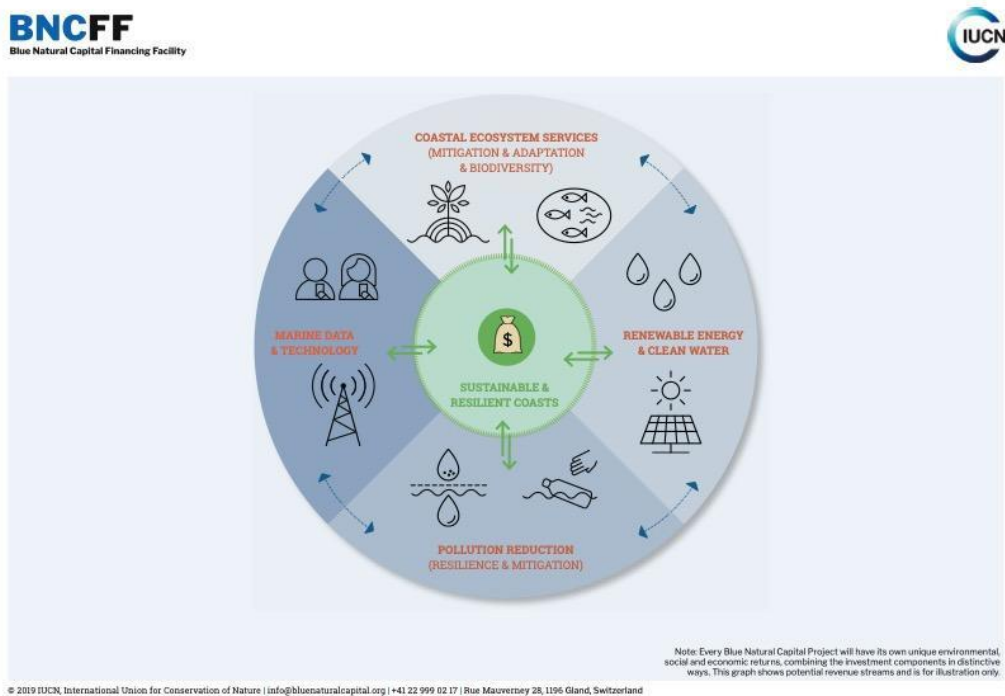 BNCFF
Blue Natural Capital Financing Facility
IUCN
COASTAL ECOSYSTEM SERVICES
(MITIGATION & ADAPTATION
& BIODIVERSITY)
MARINE DATA
& TECHNOLOGY
RENEWABLE ENERGY
& CLEAN WATER
$
SUSTAINABLE &
RESILIENT COASTS
POLLUTION REDUCTION
(RESILIENCE & MITIGATION)
Note: Every Blue Natural Capital Project will have its own unique environmental,
social and economic returns, combining the investment components in distinctive
ways. This graph shows potential revenue streams and is for illustration only.
© 2019 IUCN, International Union for Conservation of Nature | info@bluenaturalcapital.org | +41 22 999 02 17 | Rue Mauverney 28, 1196 Gland, Switzerland